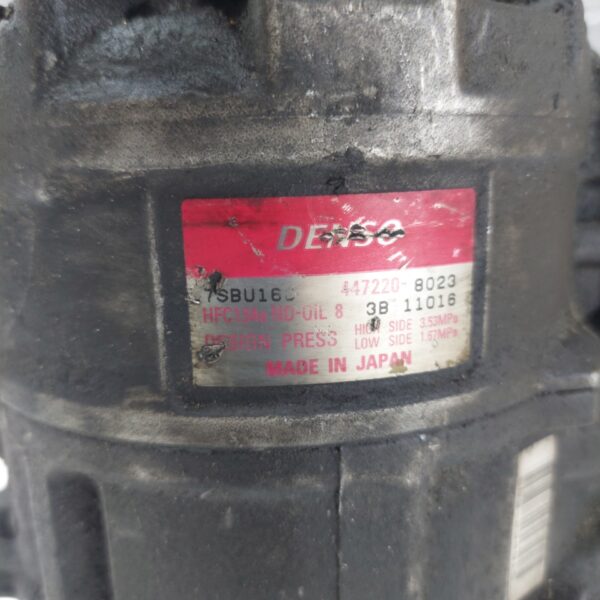 DENSO
7SBU16C 447220-8023
HFC134a ND-OIL 8 3B 11016
DESIGN PRESS HIGH SIDE 3.53MPa
LOW SIDE 1.67MPa
MADE IN JAPAN